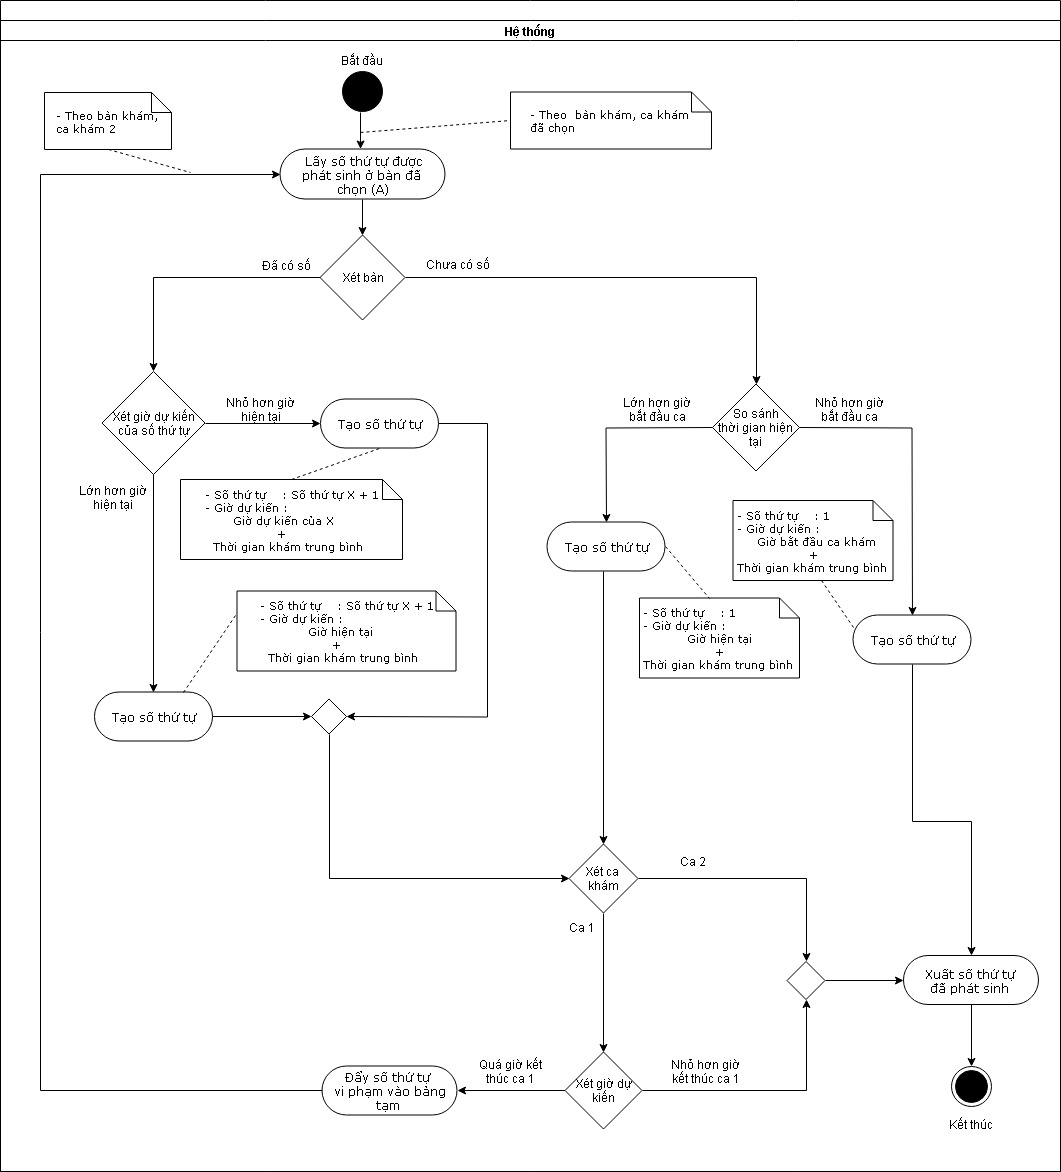 Hệ thống
Bắt đầu
- Theo bàn khám,
ca khám 2
- Theo bàn khám, ca khám
đã chọn
Lấy số thứ tự được
phát sinh ở bàn đã
chọn (A)
Đã có số
Xét bàn
Chưa có số
Xét giờ dự kiến
của số thứ tự
Nhỏ hơn giờ
hiện tại
Tạo số thứ tự
Lớn hơn giờ
bắt đầu ca
So sánh
thời gian hiện
tại
Nhỏ hơn giờ
bắt đầu ca
Lớn hơn giờ
hiện tại
- Số thứ tự : Số thứ tự X + 1
- Giờ dự kiến :
Giờ dự kiến của X
+
Thời gian khám trung bình
- Số thứ tự : 1
- Giờ dự kiến :
Giờ bắt đầu ca khám
+
Thời gian khám trung bình
Tạo số thứ tự
- Số thứ tự : Số thứ tự X + 1
- Giờ dự kiến :
Giờ hiện tại
+
Thời gian khám trung bình
- Số thứ tự : 1
- Giờ dự kiến :
Giờ hiện tại
+
Thời gian khám trung bình
Tạo số thứ tự
Tạo số thứ tự
Xét ca
khám
Ca 2
Ca 1
Xuất số thứ tự
đã phát sinh
Đẩy số thứ tự
vi phạm vào bảng
tạm
Quá giờ kết
thúc ca 1
Xét giờ dự
kiến
Nhỏ hơn giờ
kết thúc ca 1
Kết thúc